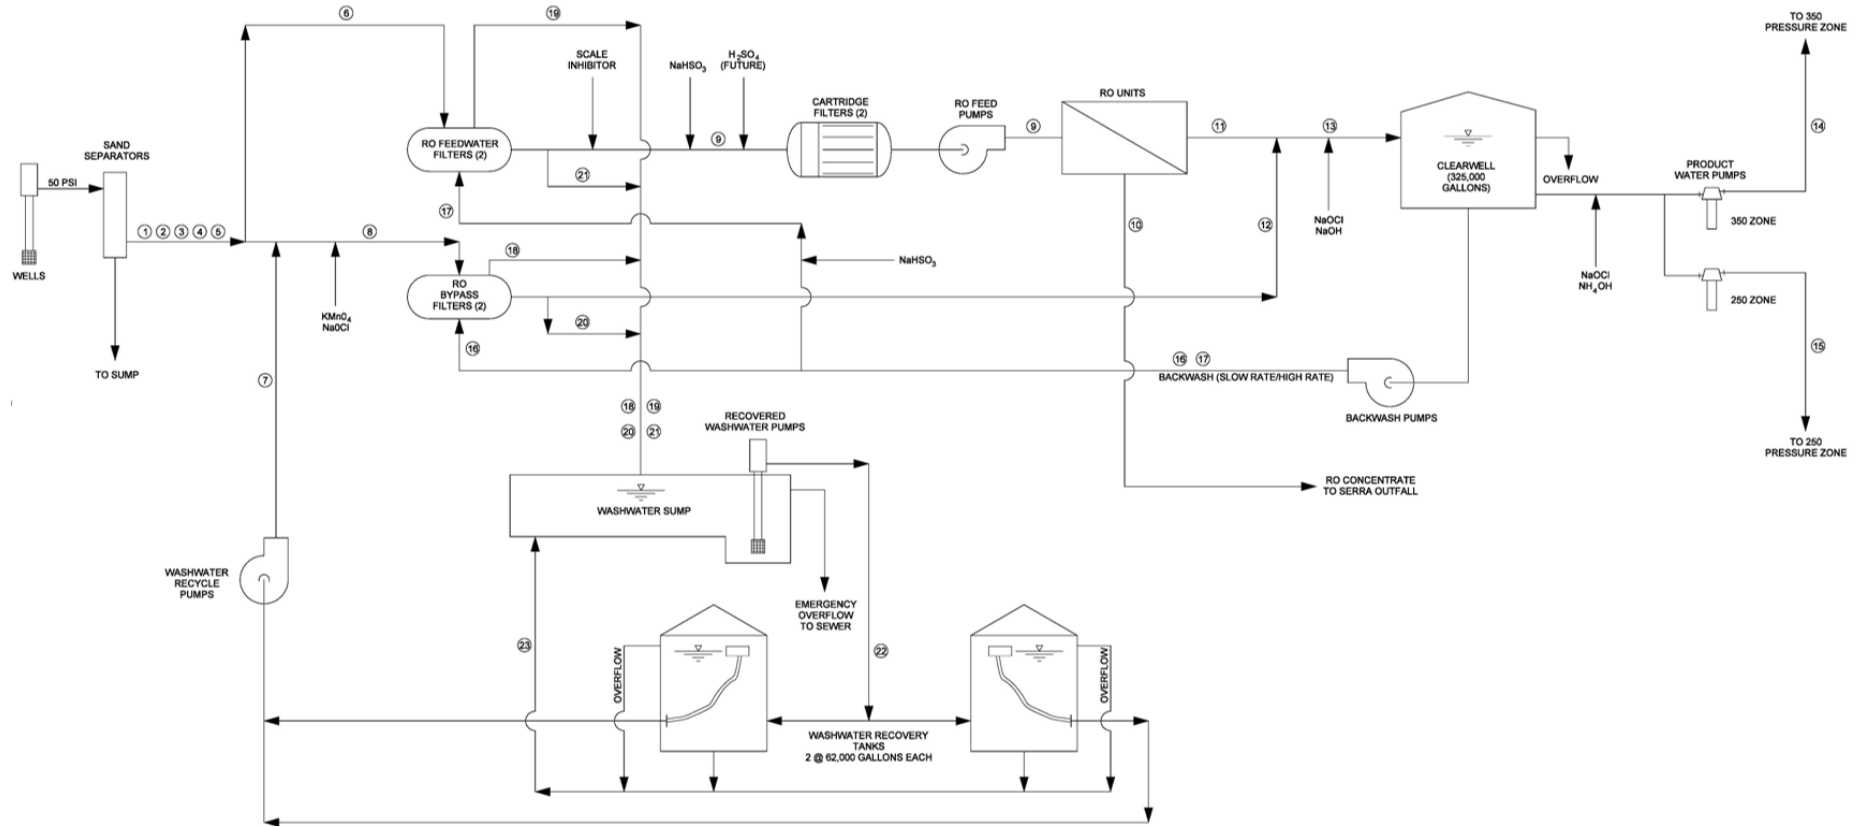 ⑥
⑲
TO 350
PRESSURE ZONE
SCALE
INHIBITOR
NaHSO3
H2SO4
(FUTURE)
CARTRIDGE
FILTERS (2)
RO FEED
PUMPS
RO UNITS
SAND
SEPARATORS
RO FEEDWATER
FILTERS (2)
⑨
⑨
⑪
⑬
⑭
CLEARWELL
(325,000
GALLONS)
OVERFLOW
PRODUCT
WATER PUMPS
50 PSI
㉑
⑰
350 ZONE
① ② ③ ④ ⑤
⑧
⑩
⑫
NaOCl
NaOH
WELLS
⑱
NaHSO3
NaOCl
NH4OH
250 ZONE
RO
BYPASS
FILTERS (2)
KMn04
Na0Cl
⑳
⑯
⑮
TO SUMP
⑦
⑯ ⑰
BACKWASH (SLOW RATE/HIGH RATE)
BACKWASH PUMPS
⑱ ⑲
⑳ ㉑
RECOVERED
WASHWATER PUMPS
TO 250
PRESSURE ZONE
RO CONCENTRATE
TO SERRA OUTFALL
WASHWATER SUMP
WASHWATER
RECYCLE
PUMPS
EMERGENCY
OVERFLOW
TO SEWER
㉓
㉒
OVERFLOW
OVERFLOW
WASHWATER RECOVERY
TANKS
2 @ 62,000 GALLONS EACH